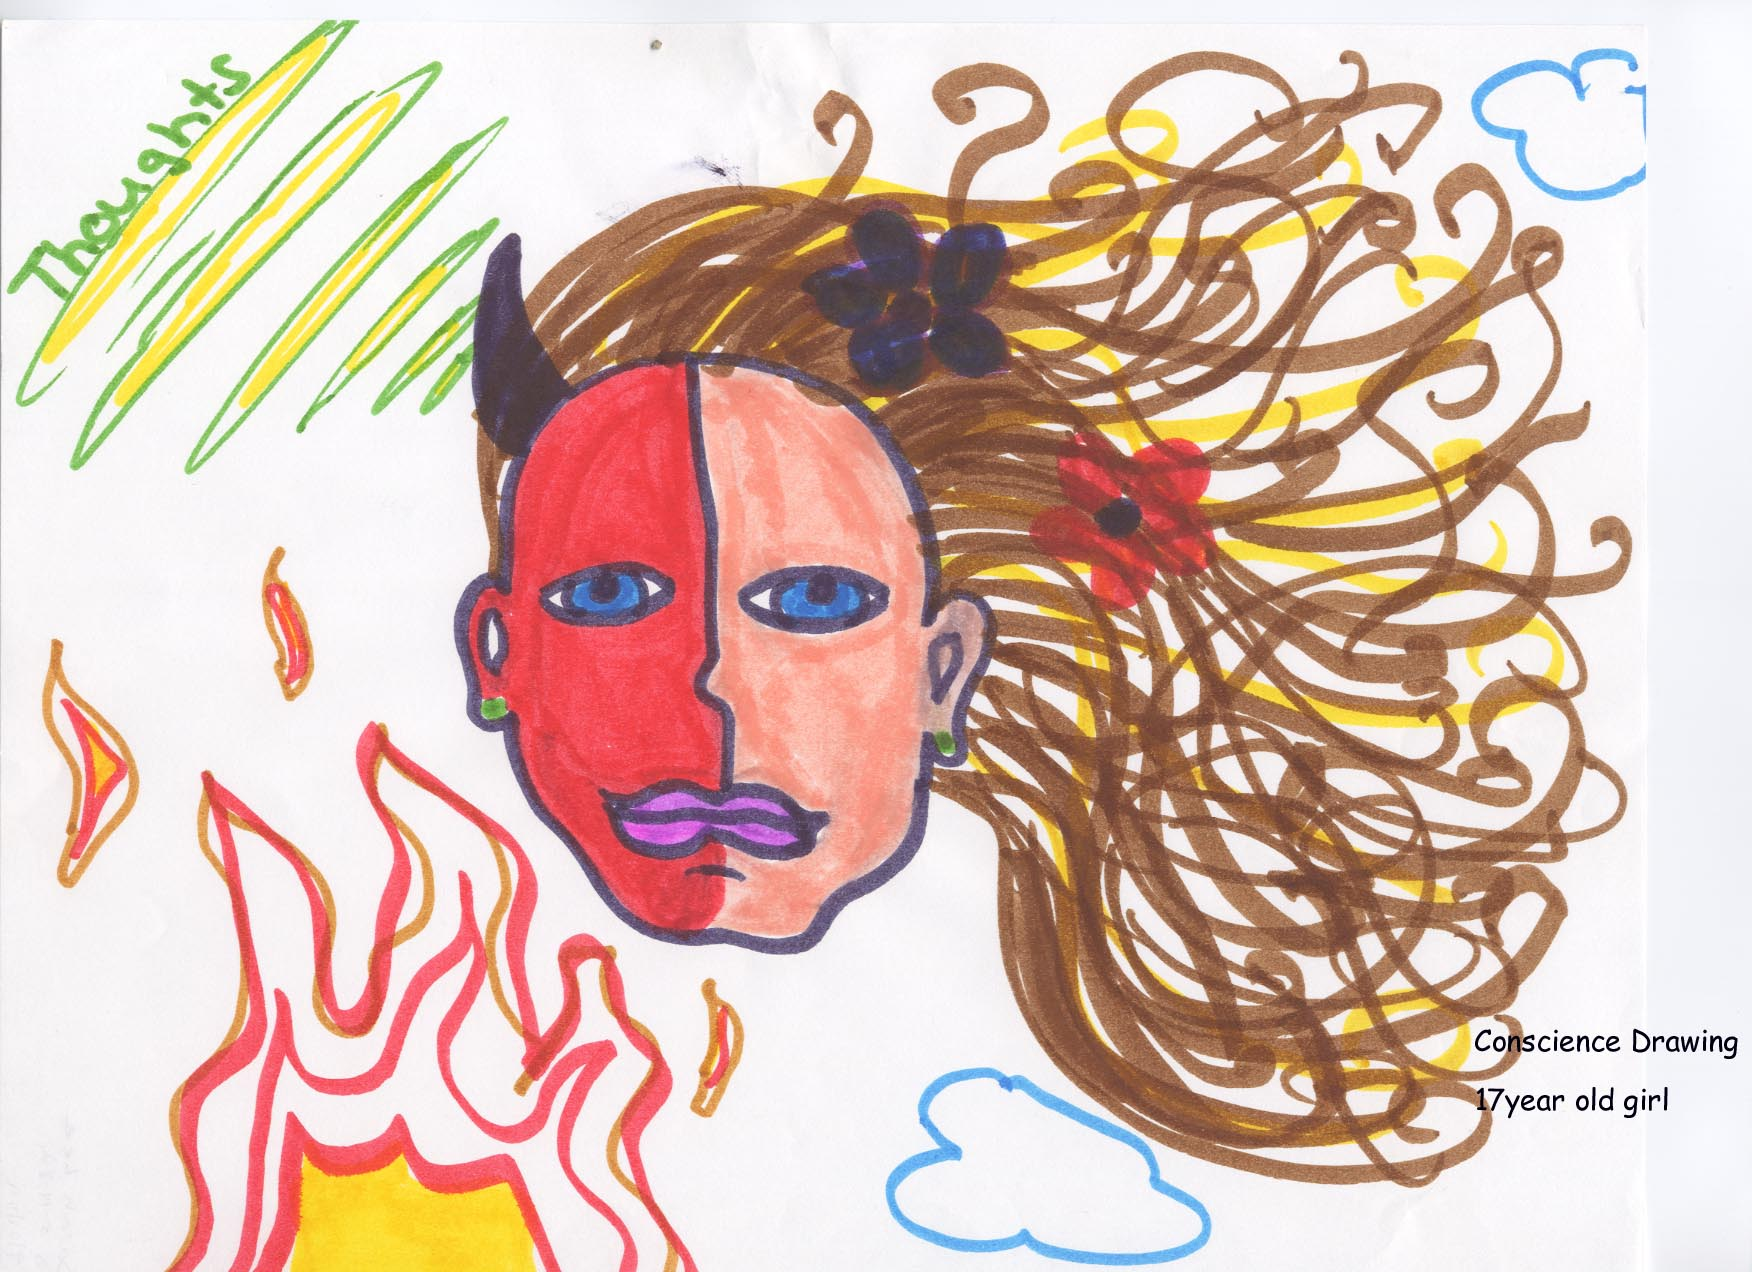 Thoughts
Conscience Drawing
17year old girl